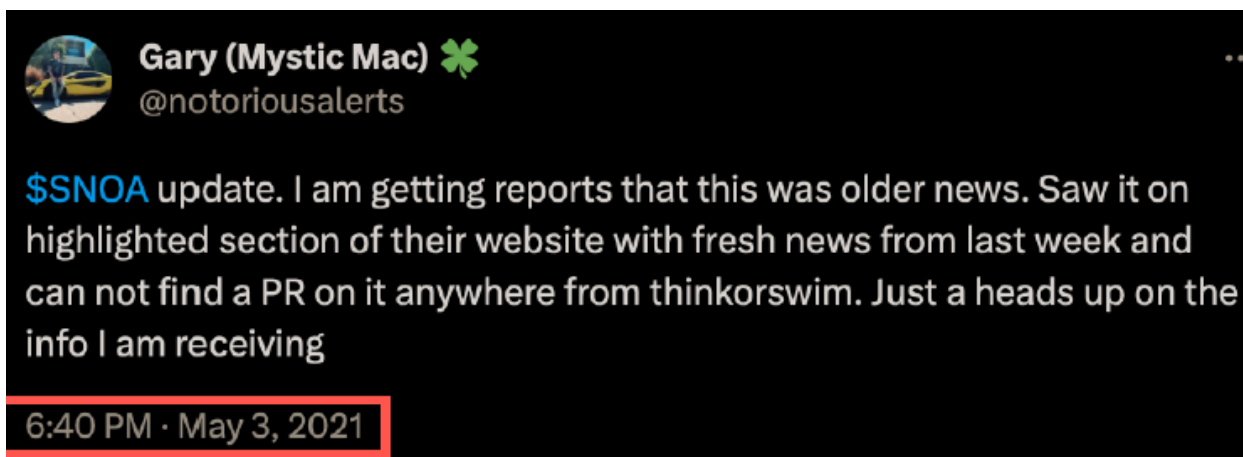 Gary (Mystic Mac) 🍀
@notoriousalerts
$SNOA update. I am getting reports that this was older news. Saw it on
highlighted section of their website with fresh news from last week and
can not find a PR on it anywhere from thinkorswim. Just a heads up on the
info I am receiving
6:40 PM · May 3, 2021